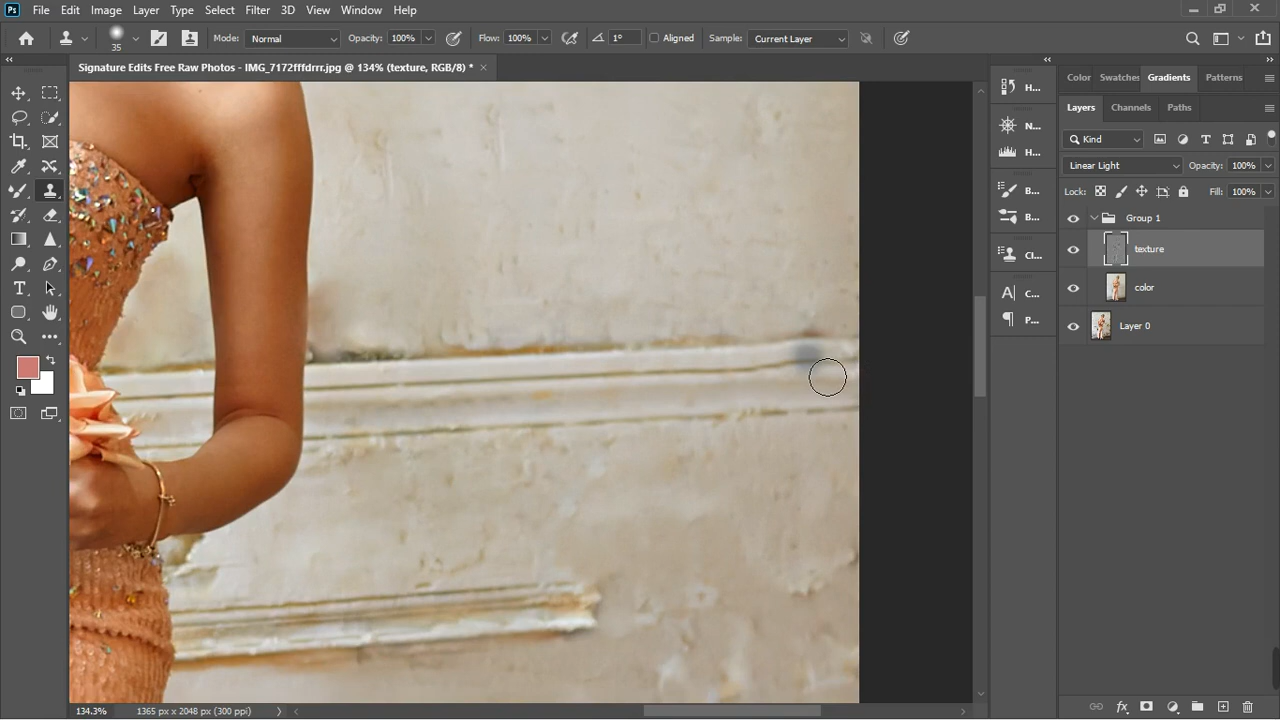 Ps File Edit Image Layer Type Select Filter 3D View Window Help
35 Mode: Normal Opacity: 100% Flow: 100% 1° Aligned Sample: Current Layer
Signature Edits Free Raw Photos - IMG_7172fffdrrr.jpg @ 134% (texture, RGB/8) *
Color Swatches Gradients Patterns
H...
Layers Channels Paths
N...
Kind
H...
Linear Light Opacity: 100%
B...
Lock: Fill: 100%
B...
Group 1
texture
Cl...
color
A C...
P...
Layer 0
134.3% 1365 px x 2048 px (300 ppi)